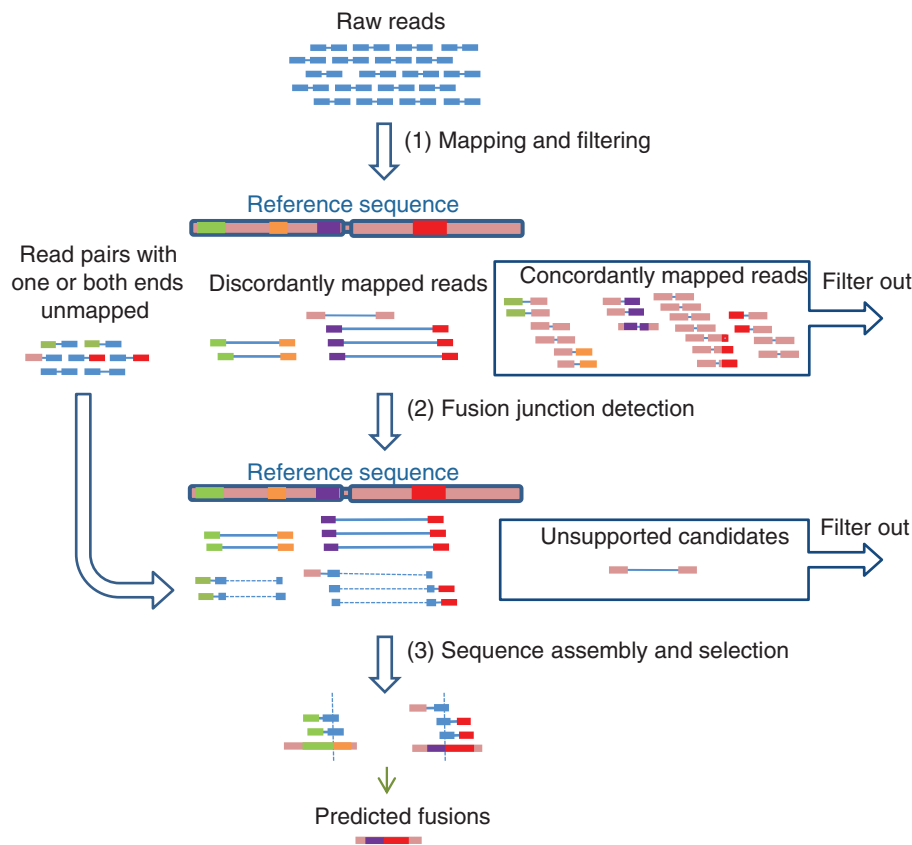 Raw reads
(1) Mapping and filtering
Reference sequence
Read pairs with
one or both ends
unmapped
Discordantly mapped reads
Concordantly mapped reads
Filter out
(2) Fusion junction detection
Reference sequence
Unsupported candidates
Filter out
(3) Sequence assembly and selection
Predicted fusions